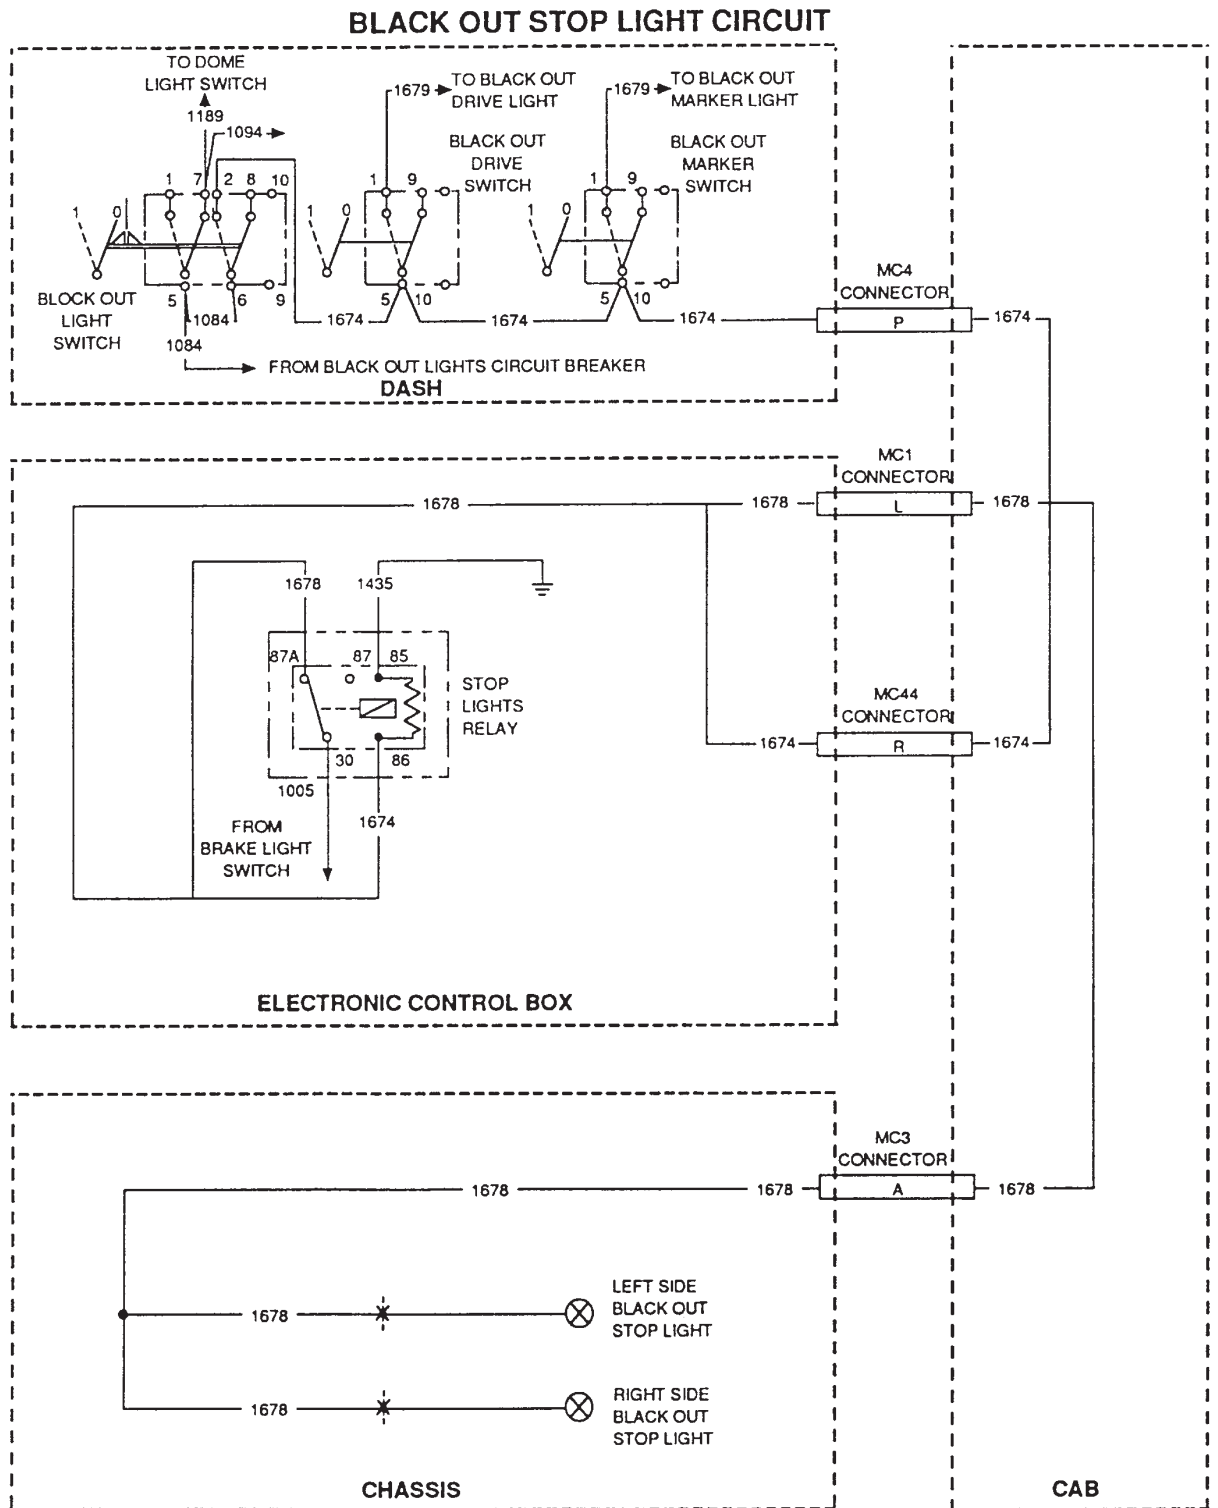 BLACK OUT STOP LIGHT CIRCUIT
TO DOME
LIGHT SWITCH
1189
1094
1679
TO BLACK OUT
DRIVE LIGHT
1679
TO BLACK OUT
MARKER LIGHT
BLACK OUT
DRIVE
SWITCH
BLACK OUT
MARKER
SWITCH
1 7 2 8 10
1 9
1 9
1 0
1 0
1 0
5 6 9
5 10
5 10
BLOCK OUT
LIGHT
SWITCH
1084
1084
1674
1674
1674
FROM BLACK OUT LIGHTS CIRCUIT BREAKER
DASH
MC4
CONNECTOR
P
1674
MC1
CONNECTOR
1678
1678
L
1678
1678
1435
87A 87 85
STOP
LIGHTS
RELAY
30 86
1005
1674
FROM
BRAKE LIGHT
SWITCH
MC44
CONNECTOR
1674
R
1674
ELECTRONIC CONTROL BOX
MC3
CONNECTOR
1678
1678
A
1678
1678
LEFT SIDE
BLACK OUT
STOP LIGHT
1678
RIGHT SIDE
BLACK OUT
STOP LIGHT
CHASSIS
CAB